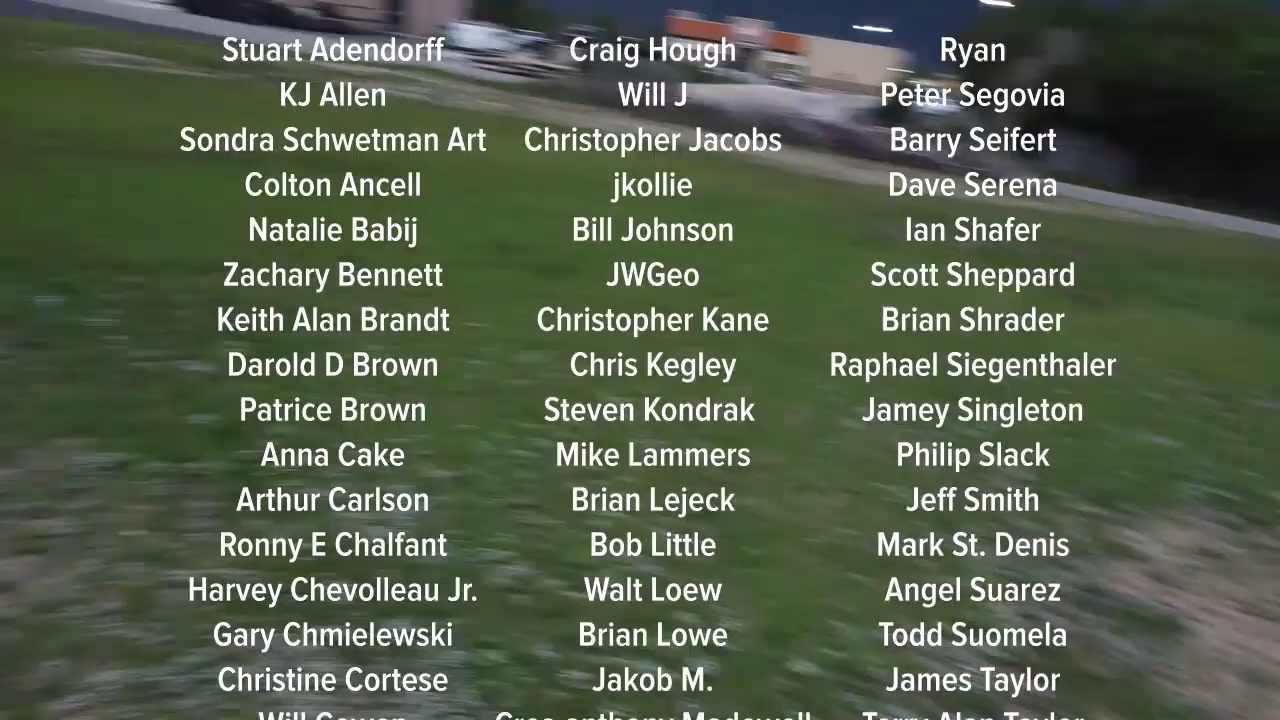 Stuart Adendorff
KJ Allen
Sondra Schwetman Art
Colton Ancell
Natalie Babij
Zachary Bennett
Keith Alan Brandt
Darold D Brown
Patrice Brown
Anna Cake
Arthur Carlson
Ronny E Chalfant
Harvey Chevolleau Jr.
Gary Chmielewski
Christine Cortese
Craig Hough
Will J
Christopher Jacobs
jkollie
Bill Johnson
JWGeo
Christopher Kane
Chris Kegley
Steven Kondrak
Mike Lammers
Brian Lejeck
Bob Little
Walt Loew
Brian Lowe
Jakob M.
Ryan
Peter Segovia
Barry Seifert
Dave Serena
Ian Shafer
Scott Sheppard
Brian Shrader
Raphael Siegenthaler
Jamey Singleton
Philip Slack
Jeff Smith
Mark St. Denis
Angel Suarez
Todd Suomela
James Taylor